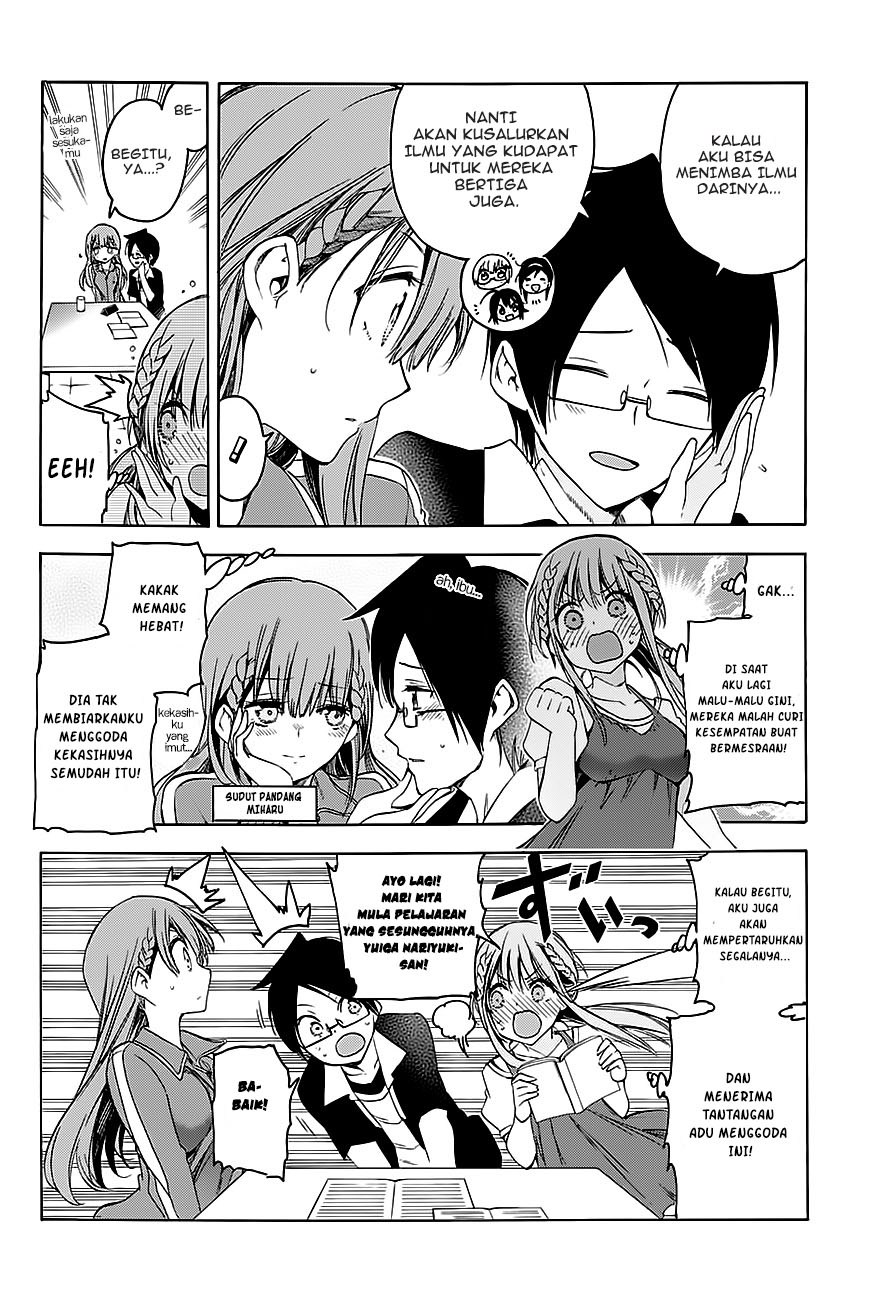 KALAU
AKU BISA
MENIMBA ILMU
DARINYA...
NANTI
AKAN KUSALURKAN
ILMU YANG KUDAPAT
UNTUK MEREKA
BERTIGA
JUGA.
!
BE-
BEGITU,
YA...?
lakukan
saja
sesuka-
mu
EEH!
GAK...
DI SAAT
AKU LAGI
MALU-MALU GINI,
MEREKA MALAH CURI
KESEMPATAN BUAT
BERMESRAAN!
ah, ibu...
kekasih-
ku
yang
imut...
SUDUT PANDANG
MIHARU
KAKAK
MEMANG
HEBAT!
DIA TAK
MEMBIARKANKU
MENGGODA
KEKASIHNYA
SEMUDAH ITU!
KALAU BEGITU,
AKU JUGA
AKAN
MEMPERTARUHKAN
SEGALANYA...
DAN
MENERIMA
TANTANGAN
ADU MENGGODA
INI!
ずいっ
AYO LAGI!
MARI KITA
MULA PELAJARAN
YANG SESUNGGUHNYA
YUIGA NARIYUKI-
SAN!
BA-
BAIK!